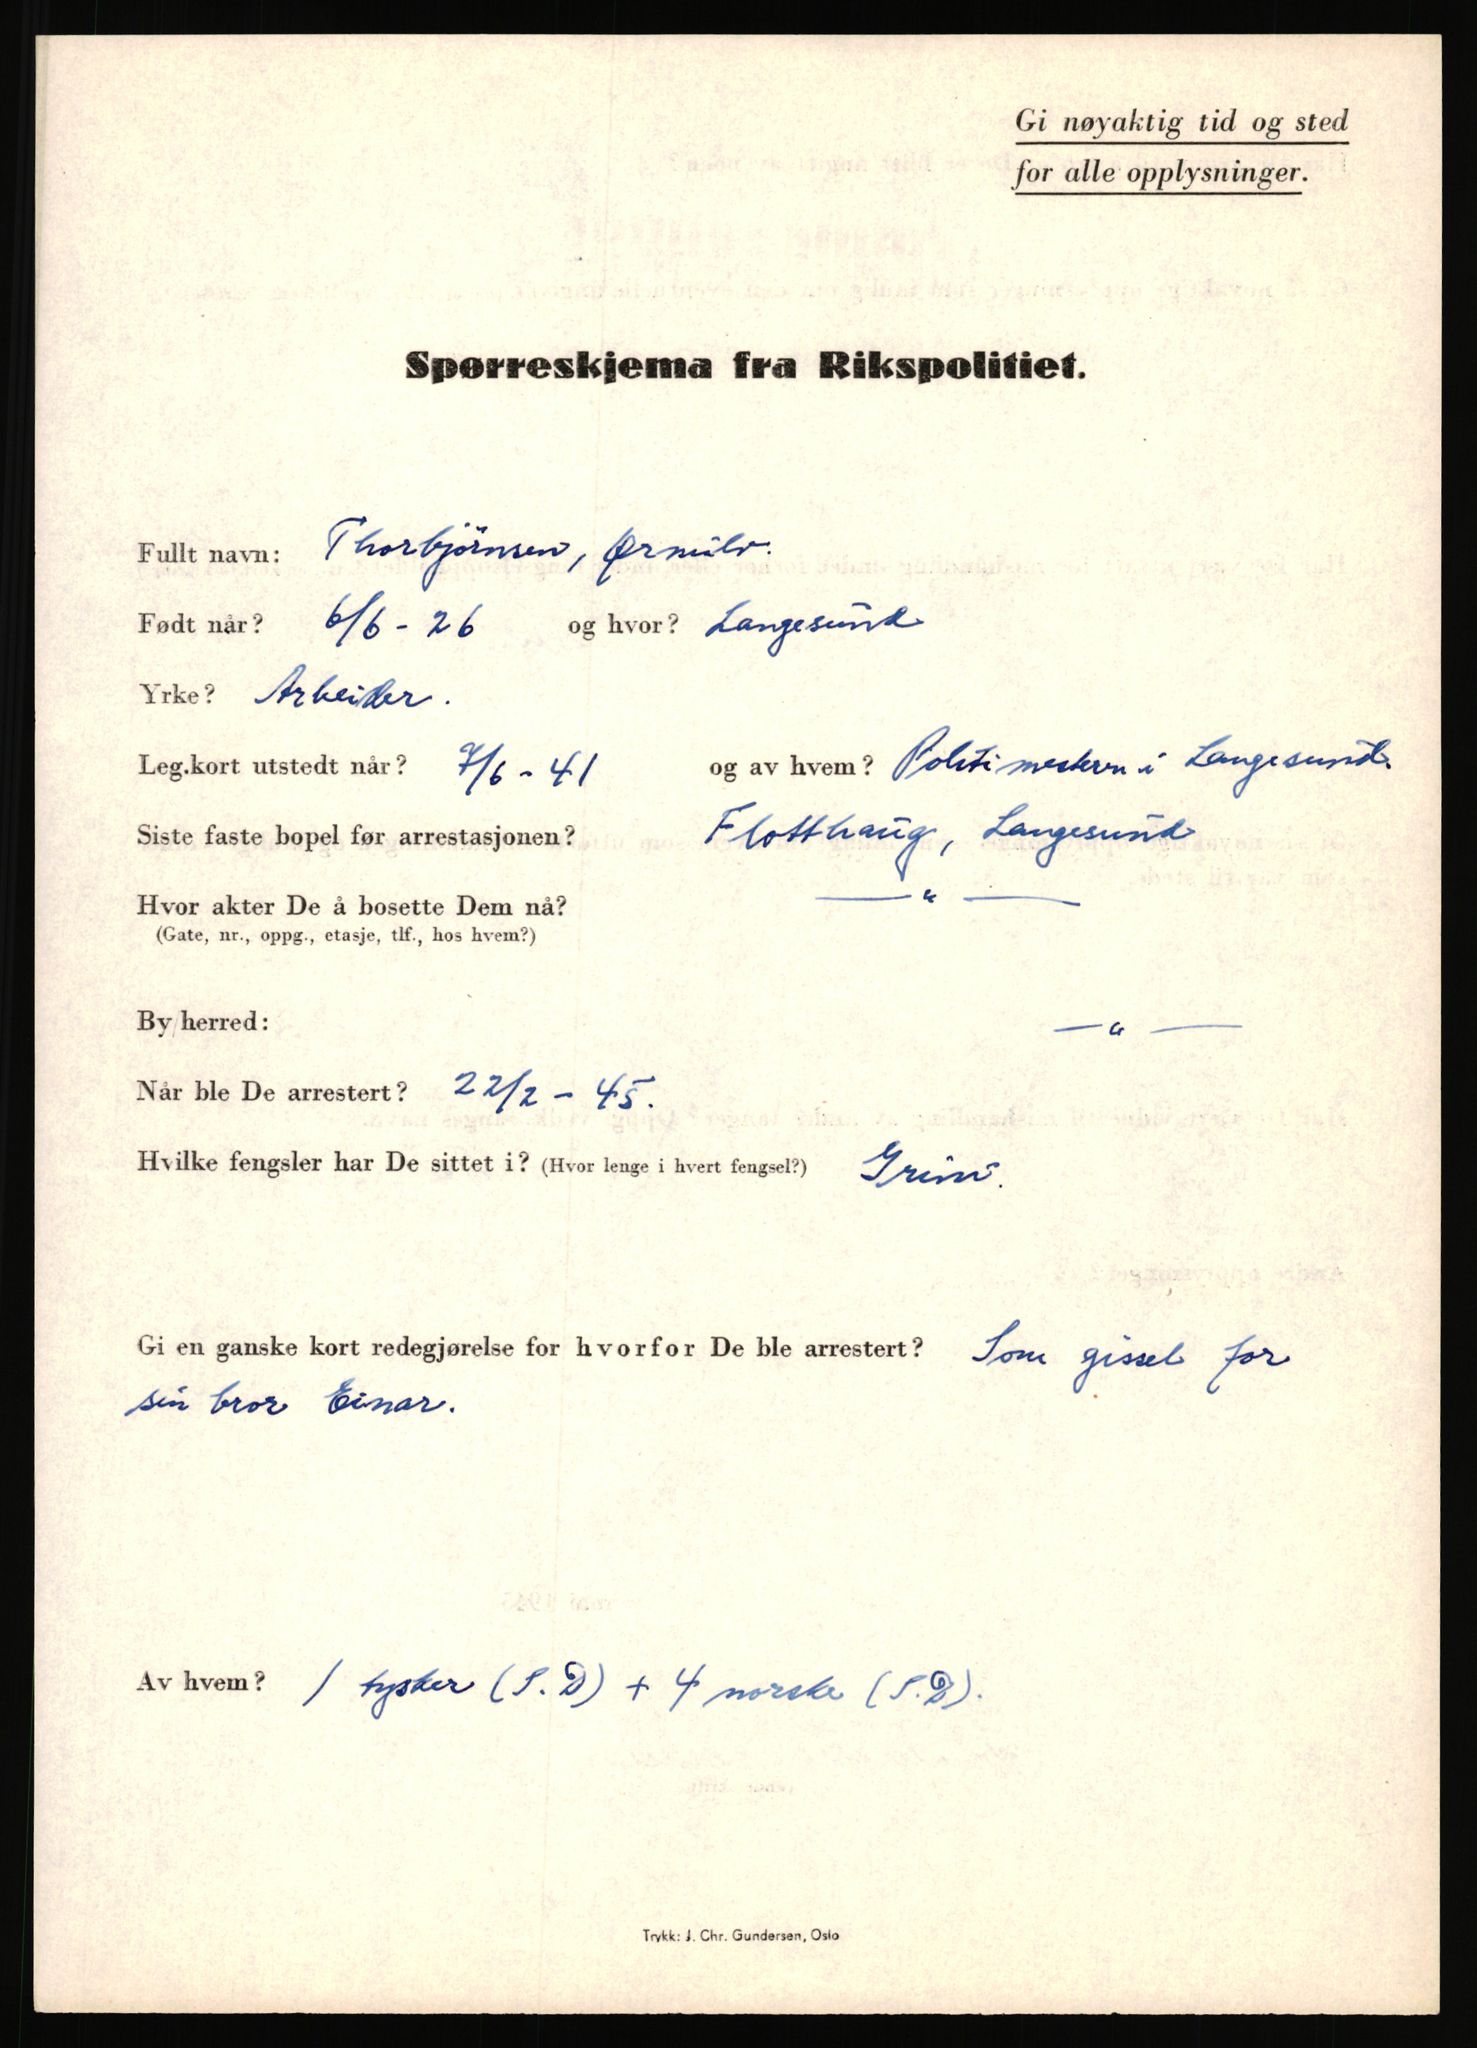 Gi nøyaktig tid og sted
for alle opplysninger.
Spørreskjema fra Rikspolitiet.
Fullt navn: Thorbjörnsen, Ørnulv.
Født når? 6/6 - 26 og hvor? Langesund
Yrke? Arbeider.
Leg.kort utstedt når? 7/6 - 41 og av hvem? Politimestern i Langesund.
Siste faste bopel før arrestasjonen? Flotthaug, Langesund
Hvor akter De å bosette Dem nå? — " —
(Gate, nr., oppg., etasje, tlf., hos hvem?)
By/herred: — " —
Når ble De arrestert? 22/2 - 45.
Hvilke fengsler har De sittet i? (Hvor lenge i hvert fengsel?) Grini.
Gi en ganske kort redegjørelse for hvorfor De ble arrestert? Som gissel for
sin bror Einar.
Av hvem? 1 tysker (S.D) + 4 norske (S.D).
Trykk: J. Chr. Gundersen, Oslo